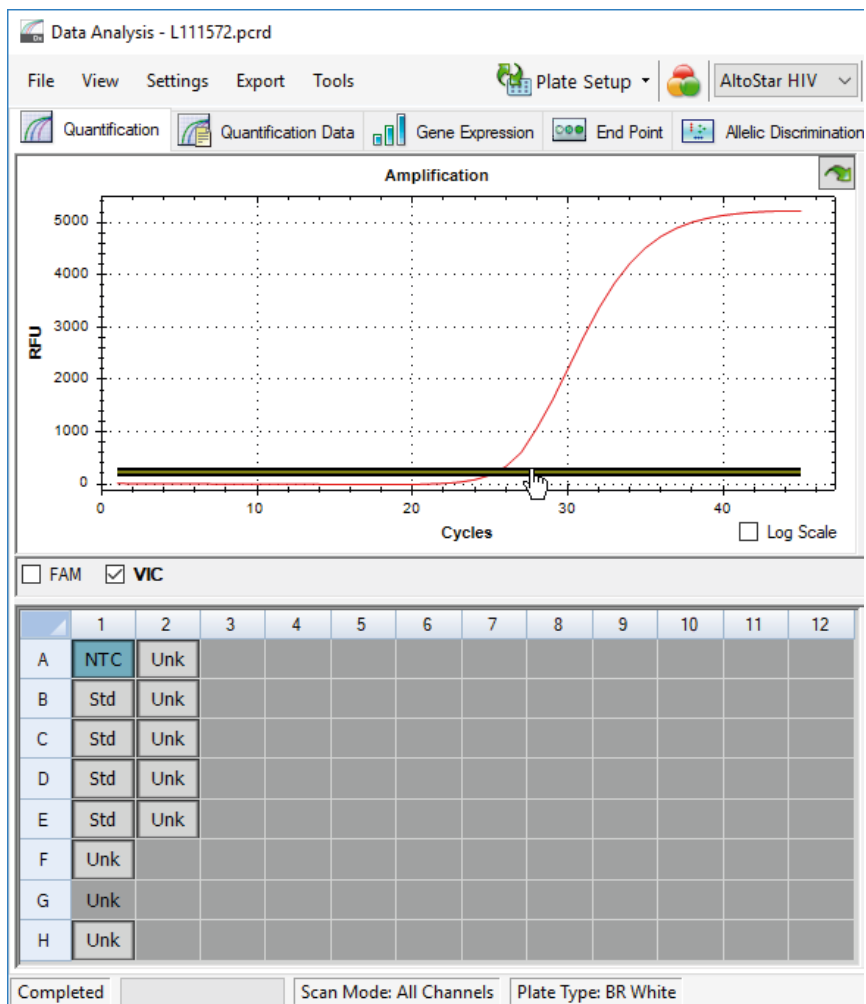 Data Analysis - L111572.pcrd
File View Settings Export Tools Plate Setup AltoStar HIV
Quantification Quantification Data Gene Expression End Point Allelic Discrimination
Amplification
5000
4000
3000
2000
1000
0
RFU
0 10 20 30 40
Cycles
Log Scale
FAM VIC
1 2 3 4 5 6 7 8 9 10 11 12
A NTC Unk
B Std Unk
C Std Unk
D Std Unk
E Std Unk
F Unk
G Unk
H Unk
Completed Scan Mode: All Channels Plate Type: BR White